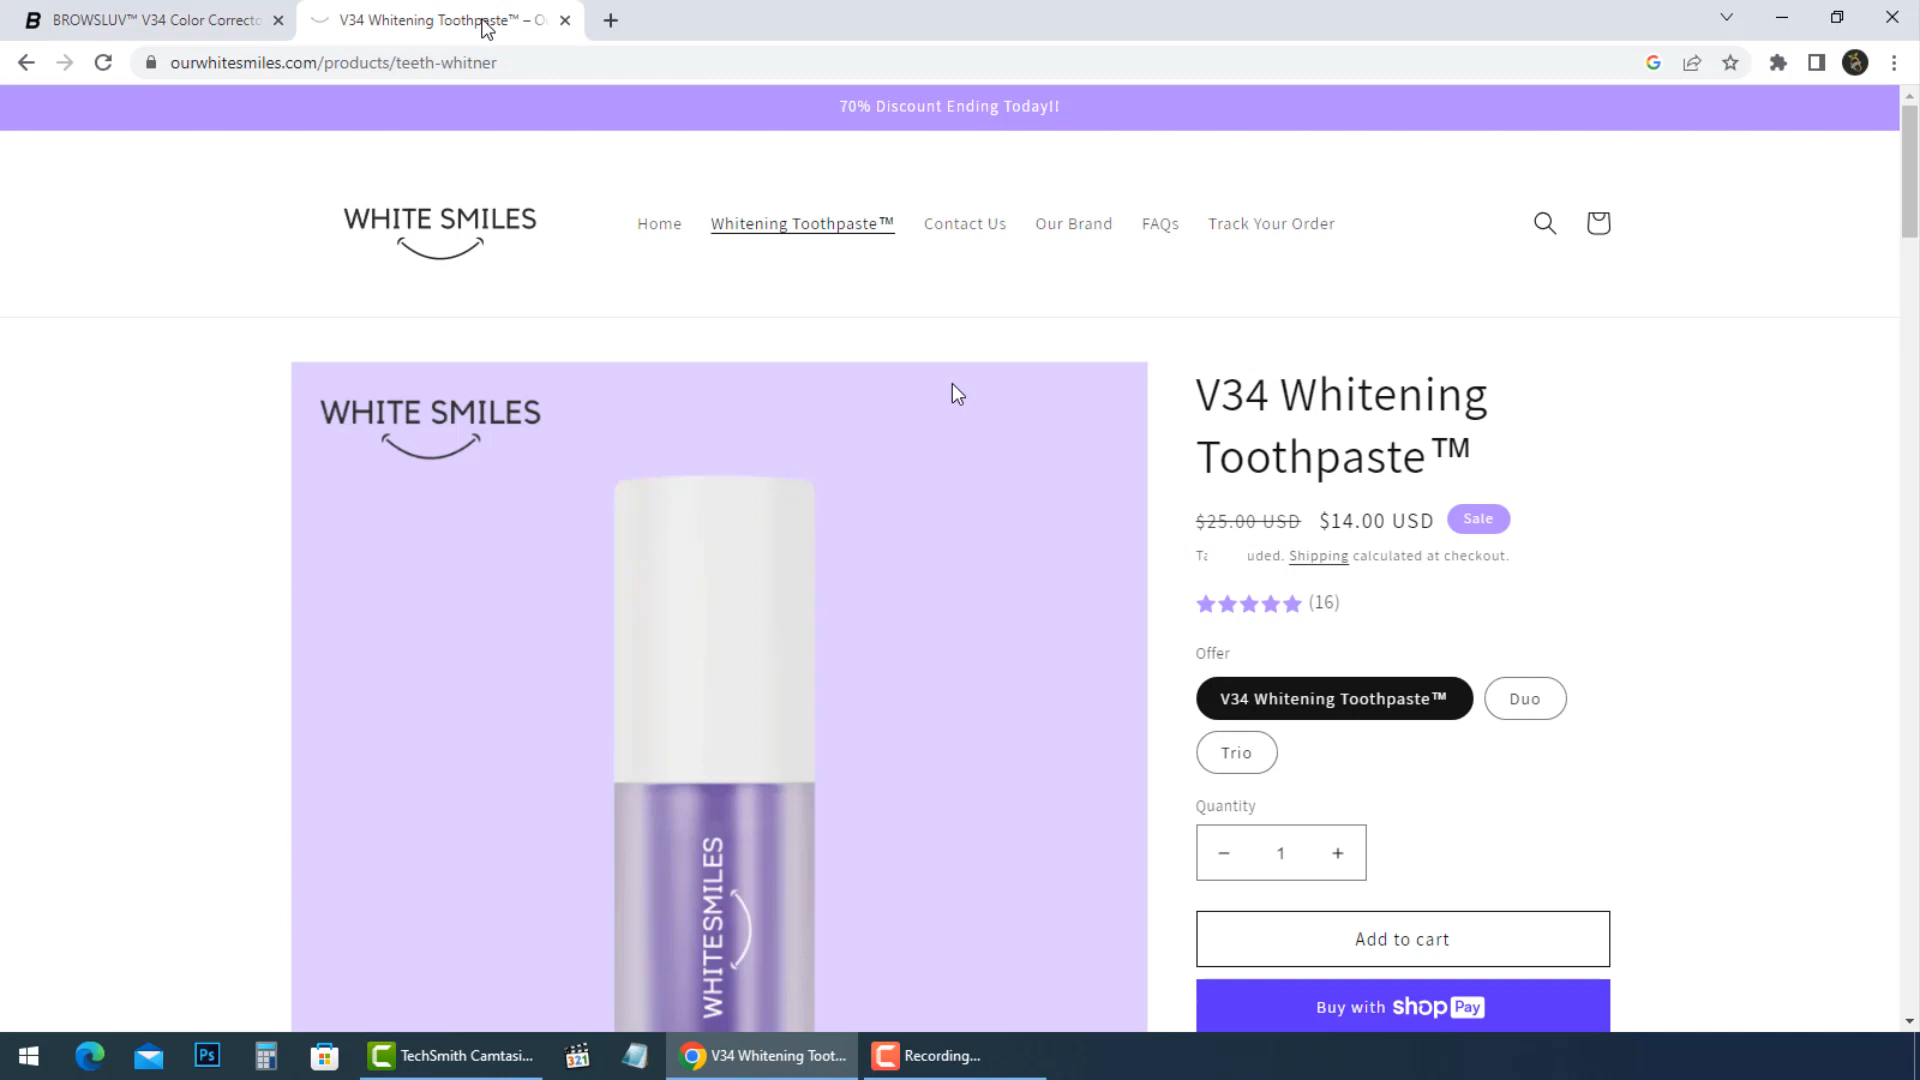 B BROWSLUV™ V34 Color Correcto
V34 Whitening Toothpaste™ – O
ourwhitesmiles.com/products/teeth-whitner
70% Discount Ending Today!!
WHITE SMILES
Home
Whitening Toothpaste™
Contact Us
Our Brand
FAQs
Track Your Order
WHITE SMILES
WHITESMILES
V34 Whitening
Toothpaste™
$25.00 USD $14.00 USD Sale
Ta uded. Shipping calculated at checkout.
(16)
Offer
V34 Whitening Toothpaste™
Duo
Trio
Quantity
− 1 +
Add to cart
Buy with shop Pay
Ps
TechSmith Camtasi...
321
V34 Whitening Toot...
Recording...